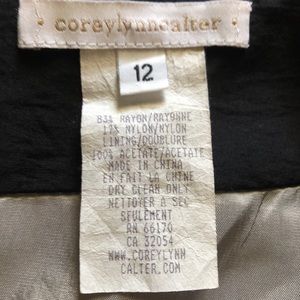 coreylynncalter
12
83% RAYON/RAYONNE
17% NYLON/NYLON
LINING/DOUBLURE
100% ACETATE/ACETATE
MADE IN CHINA
EN FAIT LA CHINE
DRY CLEAN ONLY
NETTOYER A SEC
SEULEMENT
RN 66170
CA 32054
COREYLYNN
CALTER.COM